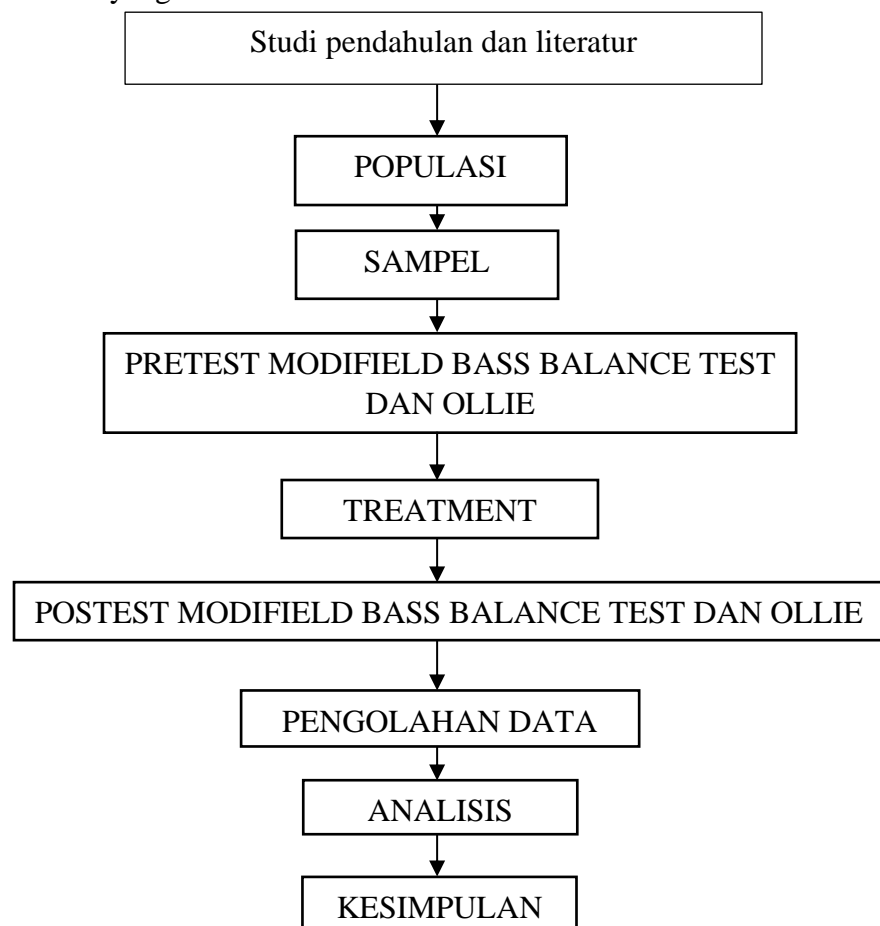 Studi pendahulan dan literatur
POPULASI
SAMPEL
PRETEST MODIFIELD BASS BALANCE TEST
DAN OLLIE
TREATMENT
POSTEST MODIFIELD BASS BALANCE TEST DAN OLLIE
PENGOLAHAN DATA
ANALISIS
KESIMPULAN